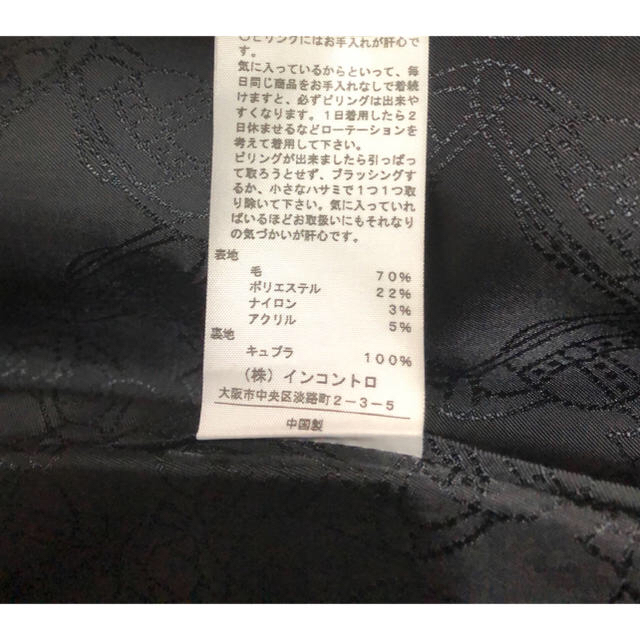 ○ピリングにはお手入れが肝心で
す。
気に入っているからといって、毎
日同じ商品をお手入れなしで着続
けますと、必ずピリングは出来や
すくなります。1日着用したら2
日休ませるなどローテーションを
考えて着用して下さい。
ピリングが出来ましたら引っぱっ
て取ろうとせず、ブラッシングす
るか、小さなハサミで1つ1つ取
り除いて下さい。気に入っていれ
ばいるほどお取扱いにもそれなり
の気づかいが肝心です。
表地
毛 70%
ポリエステル 22%
ナイロン 3%
アクリル 5%
裏地
キュプラ 100%
(株)インコントロ
大阪市中央区淡路町2-3-5
中国製